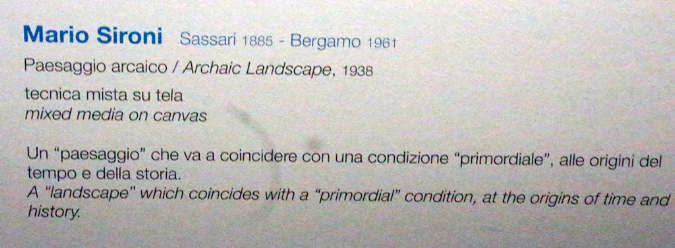 Mario Sironi Sassari 1885 - Bergamo 1961
Paesaggio arcaico / Archaic Landscape, 1938
tecnica mista su tela
mixed media on canvas
Un "paesaggio" che va a coincidere con una condizione "primordiale", alle origini del
tempo e della storia.
A "landscape" which coincides with a "primordial" condition, at the origins of time and
history.